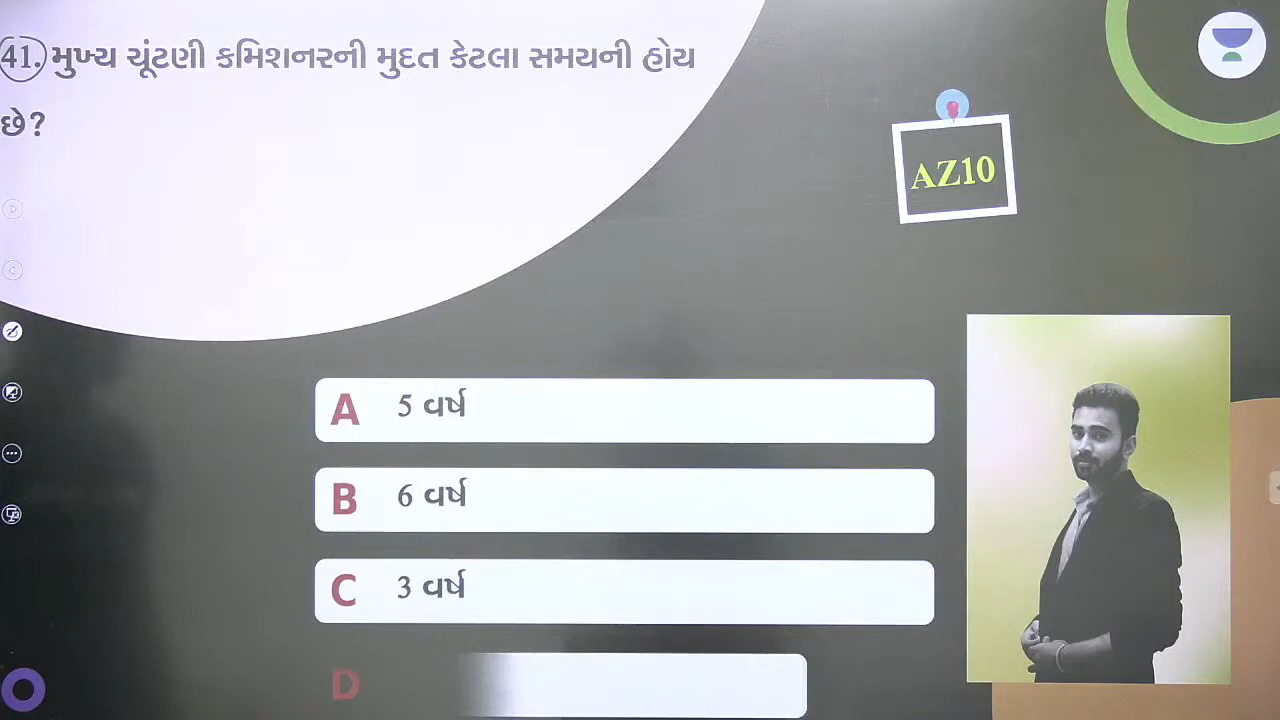 41. મુખ્ય ચૂંટણી કમિશનરની મુદત કેટલા સમયની હોય
છે?
AZ10
A 5 વર્ષ
B 6 વર્ષ
C 3 વર્ષ
D